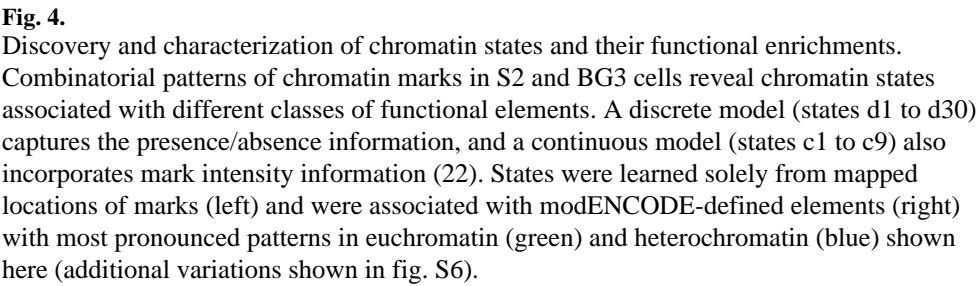 Fig. 4.
Discovery and characterization of chromatin states and their functional enrichments.
Combinatorial patterns of chromatin marks in S2 and BG3 cells reveal chromatin states
associated with different classes of functional elements. A discrete model (states d1 to d30)
captures the presence/absence information, and a continuous model (states c1 to c9) also
incorporates mark intensity information (22). States were learned solely from mapped
locations of marks (left) and were associated with modENCODE-defined elements (right)
with most pronounced patterns in euchromatin (green) and heterochromatin (blue) shown
here (additional variations shown in fig. S6).